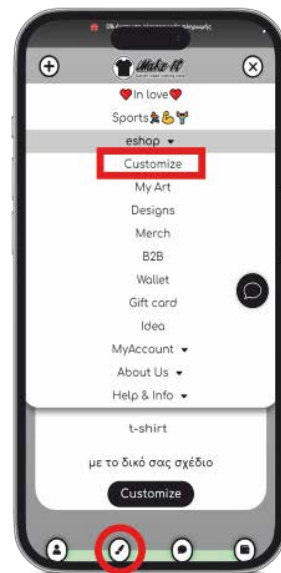 Make It
❤️In love❤️
Sports
eshop ▾
Customize
My Art
Designs
Merch
B2B
Wallet
Gift card
Idea
MyAccount ▾
About Us ▾
Help & Info ▾
t-shirt
με το δικό σας σχέδιο
Customize